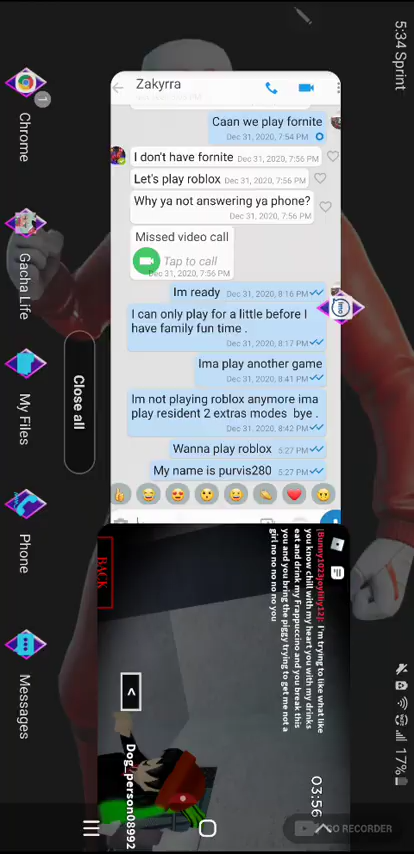 5:34 Sprint
Chrome
1
Gacha Life
My Files
Phone
Messages
Close all
Zakyrra
Caan we play fornite
Dec 31, 2020, 7:54 PM
I don't have fornite Dec 31, 2020, 7:56 PM
Let's play roblox Dec 31, 2020, 7:56 PM
Why ya not answering ya phone?
Dec 31, 2020, 7:56 PM
Missed video call
Tap to call
Dec 31, 2020, 7:56 PM
Im ready Dec 31, 2020, 8:16 PM
imo
I can only play for a little before I
have family fun time .
Dec 31, 2020, 8:17 PM
Ima play another game
Dec 31, 2020, 8:41 PM
Im not playing roblox anymore ima
play resident 2 extras modes bye .
Dec 31, 2020, 8:42 PM
Wanna play roblox 5:27 PM
My name is purvis280 5:27 PM
BACK
[Bunny1023joylilly12]: I'm trying to like what like
you know chill with my heart you with my drinks
eat and drink my Frappuccino and you break this
you and you bring the piggy trying to get me not a
girl no no no no no you
<
Dog_person08992
03:56
17%
GO RECORDER